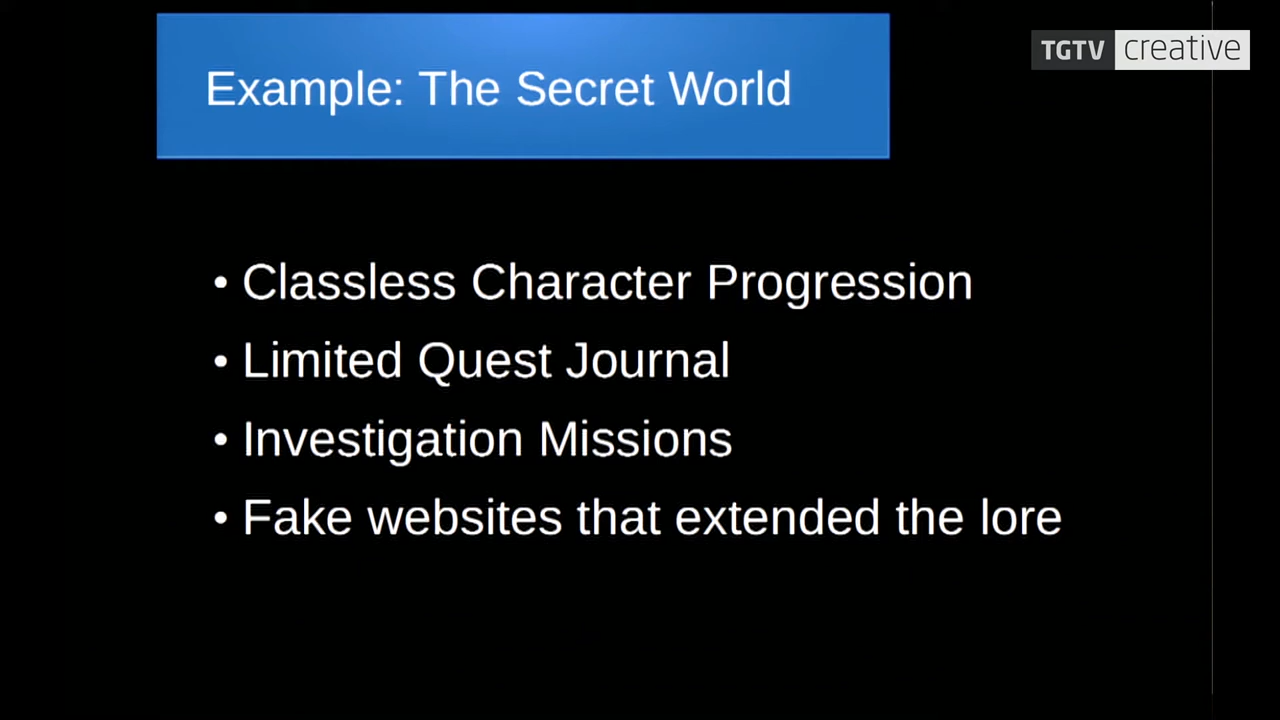 TGTV creative
Example: The Secret World
• Classless Character Progression
• Limited Quest Journal
• Investigation Missions
• Fake websites that extended the lore